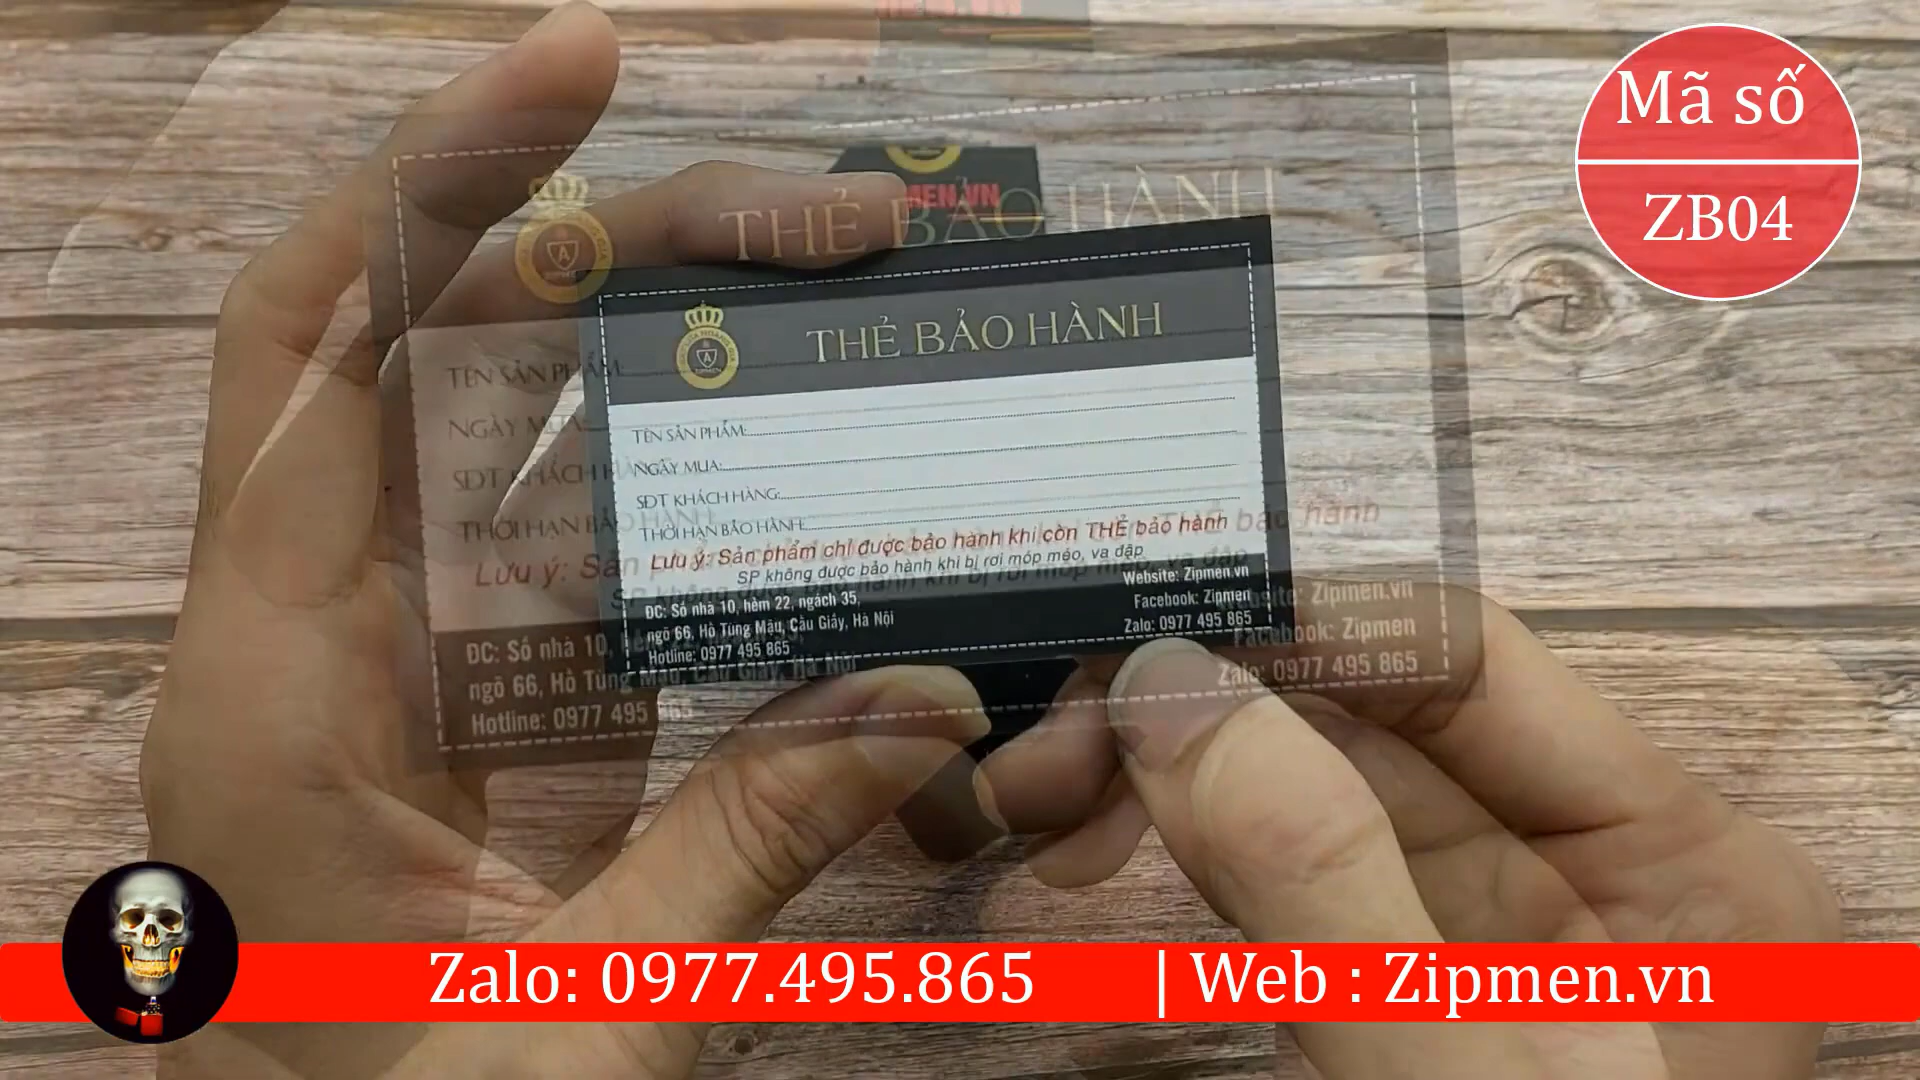 Mã số
ZB04
MEN.VN
THẺ BẢO HÀNH
A
ZIPMEN
TÊN SẢN PHẨM:
NGÀY MUA:
SĐT KHÁCH HÀNG:
THỜI HẠN BẢO HÀNH:
Lưu ý: Sản phẩm chỉ được bảo hành khi còn THẺ bảo hành
SP không được bảo hành khi bị rơi móp méo, va đập
ĐC: Số nhà 10, hẻm 22, ngách 35,
ngõ 66, Hồ Tùng Mậu, Cầu Giấy, Hà Nội
Hotline: 0977 495 865
Website: Zipmen.vn
Facebook: Zipmen
Zalo: 0977 495 865
Zalo: 0977.495.865 | Web : Zipmen.vn